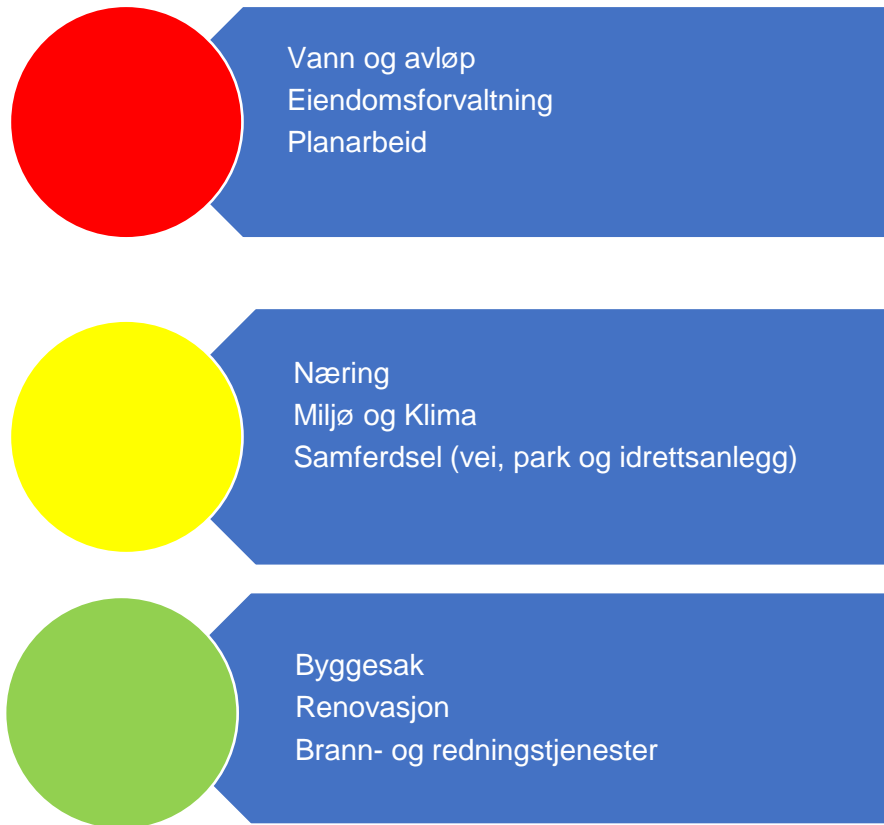 Vann og avløp
Eiendomsforvaltning
Planarbeid
Næring
Miljø og Klima
Samferdsel (vei, park og idrettsanlegg)
Byggesak
Renovasjon
Brann- og redningstjenester